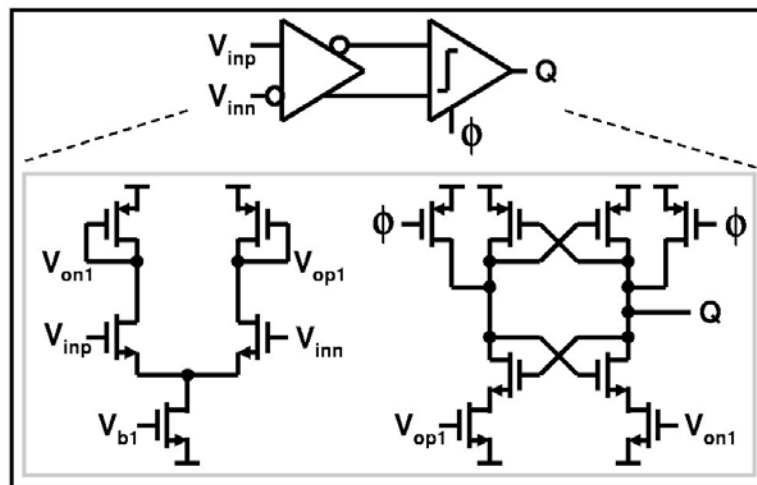 V_inp
V_inn
Q
ϕ
ϕ
ϕ
V_on1
V_op1
Q
V_inp
V_inn
V_b1
V_op1
V_on1